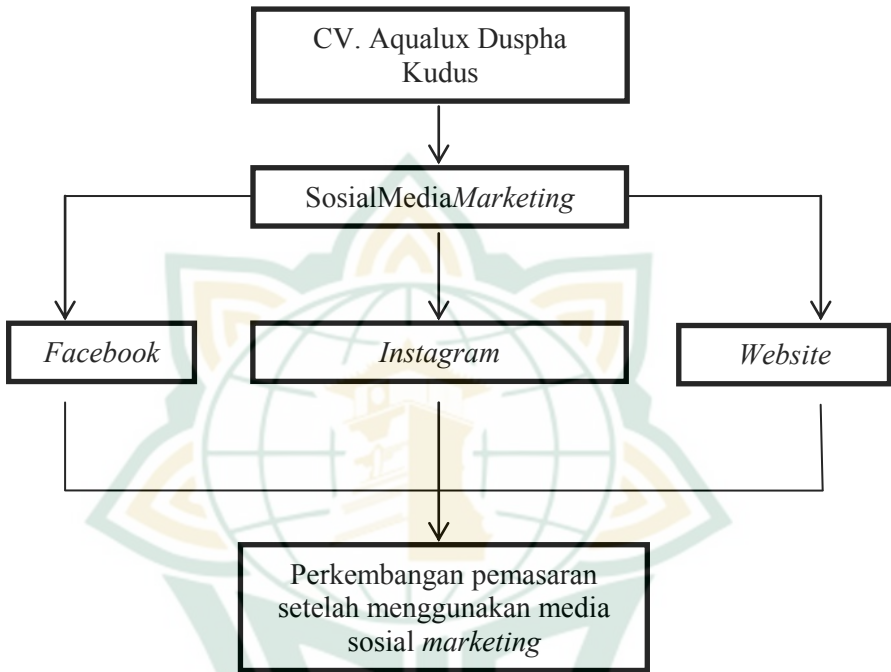 CV. Aqualux Duspha
Kudus
SosialMediaMarketing
Facebook
Instagram
Website
Perkembangan pemasaran
setelah menggunakan media
sosial marketing